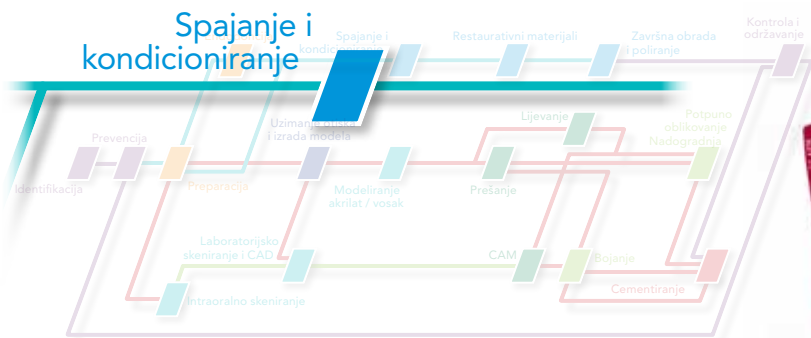 Spajanje i
kondicioniranje
Spajanje i
kondicioniranje
Restaurativni materijali
Završna obrada
i poliranje
Kontrola i
održavanje
Prevencija
Uzimanje otiska
i izrada modela
Lijevanje
Potpuno
oblikovanje
Nadogradnja
Identifikacija
Preparacija
Modeliranje
akrilat / vosak
Prešanje
Laboratorijsko
skeniranje i CAD
CAM
Bojanje
Intraoralno skeniranje
Cementiranje